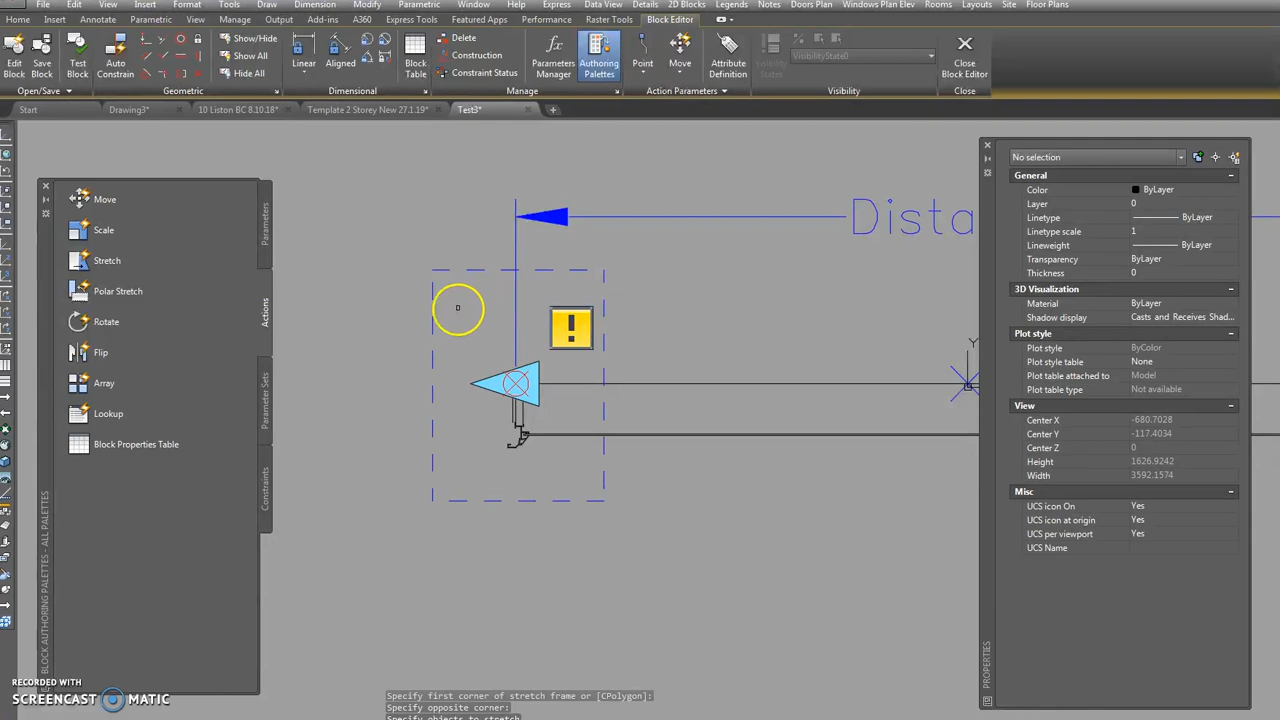 File Edit View Insert Format Tools Draw Dimension Modify Parametric Window Help Express Data View Details 2D Blocks Legends Notes Doors Plan Windows Plan Elev Rooms Layouts Site Floor Plans
Home Insert Annotate Parametric View Manage Output Add-ins A360 Express Tools Featured Apps Performance Raster Tools Block Editor
Edit Block
Save Block
Test Block
Auto Constrain
Show/Hide
Show All
Hide All
Linear
Aligned
Block Table
Delete
Construction
Constraint Status
Parameters Manager
Authoring Palettes
Point
Move
Attribute Definition
Visibility States
VisibilityState0
Close Block Editor
Open/Save Geometric Dimensional Manage Action Parameters Visibility Close
Start Drawing3* 10 Liston BC 8.10.18* Template 2 Storey New 27.1.19* Test3*
Move
Scale
Stretch
Polar Stretch
Rotate
Flip
Array
Lookup
Block Properties Table
Parameters
Actions
Parameter Sets
Constraints
BLOCK AUTHORING PALETTES - ALL PALETTES
Dista
!
Y
No selection
General
Color ByLayer
Layer 0
Linetype ByLayer
Linetype scale 1
Lineweight ByLayer
Transparency ByLayer
Thickness 0
3D Visualization
Material ByLayer
Shadow display Casts and Receives Shad...
Plot style
Plot style ByColor
Plot style table None
Plot table attached to Model
Plot table type Not available
View
Center X -680.7028
Center Y -117.4034
Center Z 0
Height 1626.9242
Width 3592.1574
Misc
UCS icon On Yes
UCS icon at origin Yes
UCS per viewport Yes
UCS Name
PROPERTIES
Specify first corner of stretch frame or [CPolygon]:
Specify opposite corner:
Specify objects to stretch
RECORDED WITH
SCREENCAST MATIC